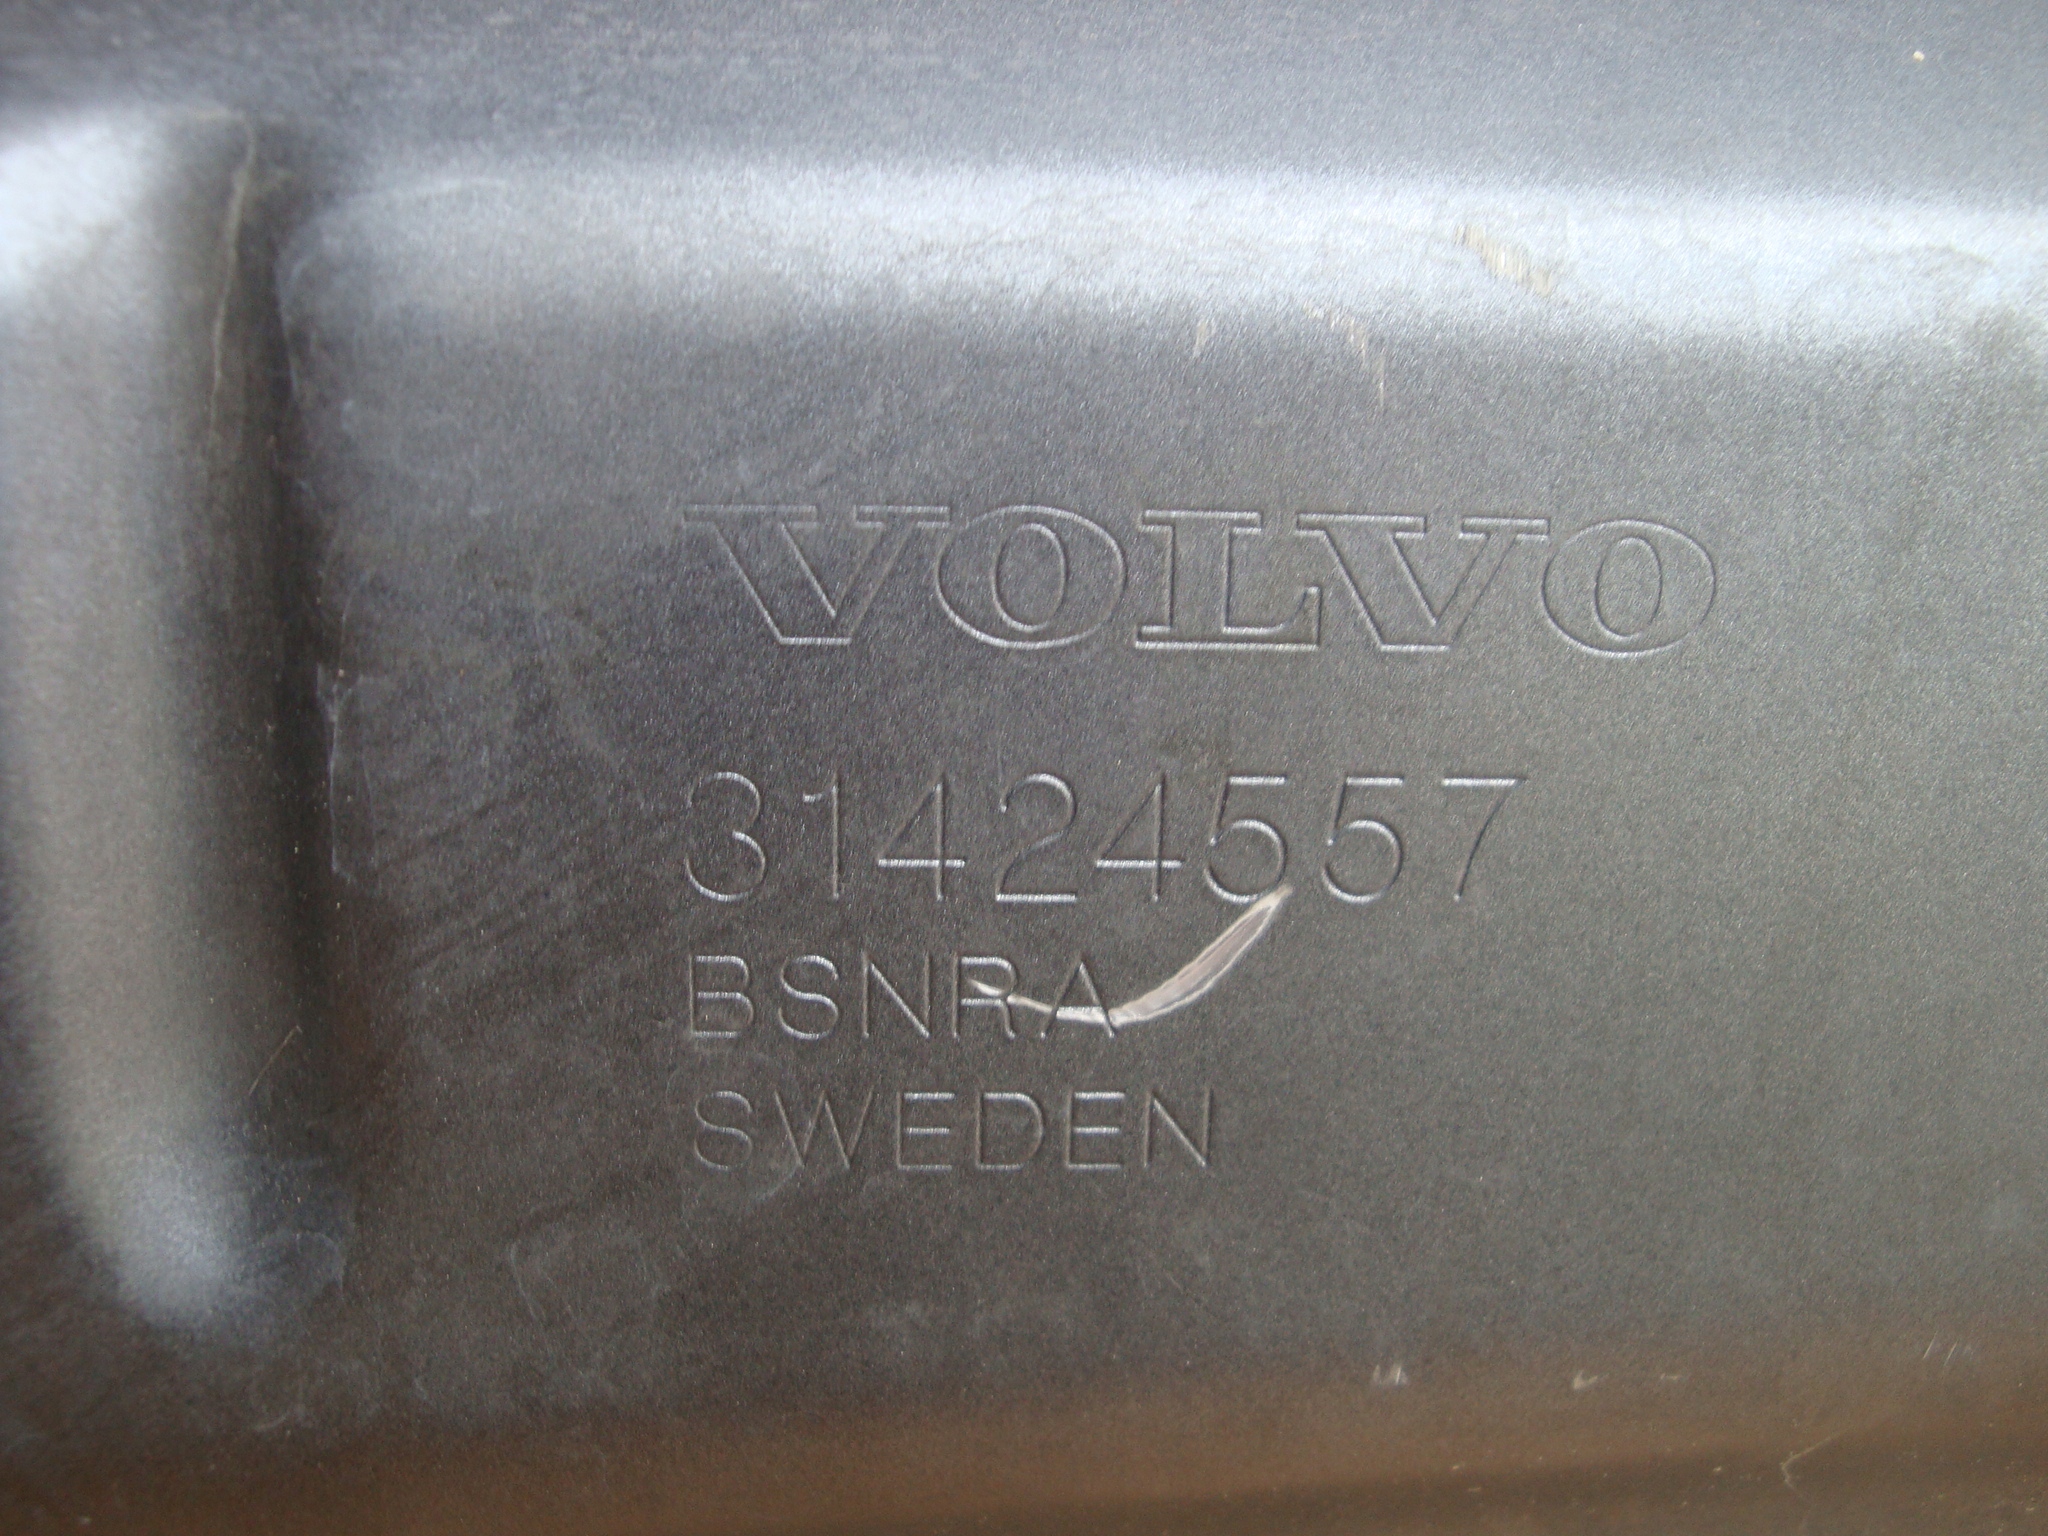 VOLVO
31424557
BSNRA
SWEDEN